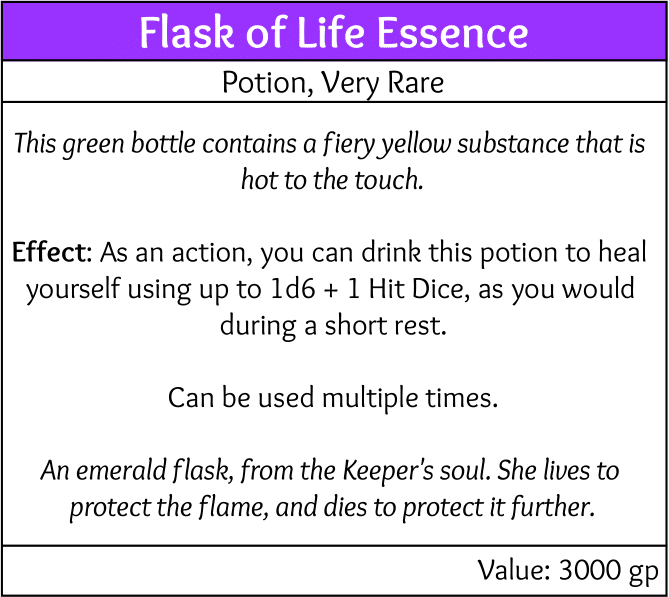 Flask of Life Essence
Potion, Very Rare
This green bottle contains a fiery yellow substance that is
hot to the touch.
Effect: As an action, you can drink this potion to heal
yourself using up to 1d6 + 1 Hit Dice, as you would
during a short rest.
Can be used multiple times.
An emerald flask, from the Keeper's soul. She lives to
protect the flame, and dies to protect it further.
Value: 3000 gp